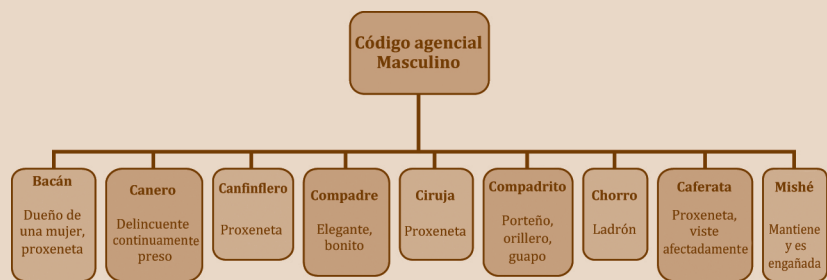 Código agencial
Masculino
Bacán
Dueño de
una mujer,
proxeneta
Canero
Delincuente
continuamente
preso
Canfinflero
Proxeneta
Compadre
Elegante,
bonito
Ciruja
Proxeneta
Compadrito
Porteño,
orillero,
guapo
Chorro
Ladrón
Caferata
Proxeneta,
viste
afectadamente
Mishé
Mantiene
y es
engañada